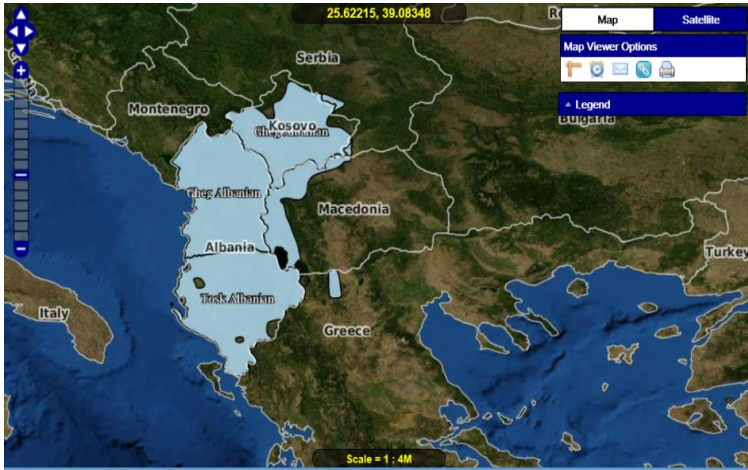 25.62215, 39.08348
Map
Satellite
Map Viewer Options
Legend
Serbia
Montenegro
Kosovo
Gheg Albanian
Bulgaria
Gheg Albanian
Macedonia
Albania
Turkey
Tosk Albanian
Italy
Greece
Scale = 1 : 4M